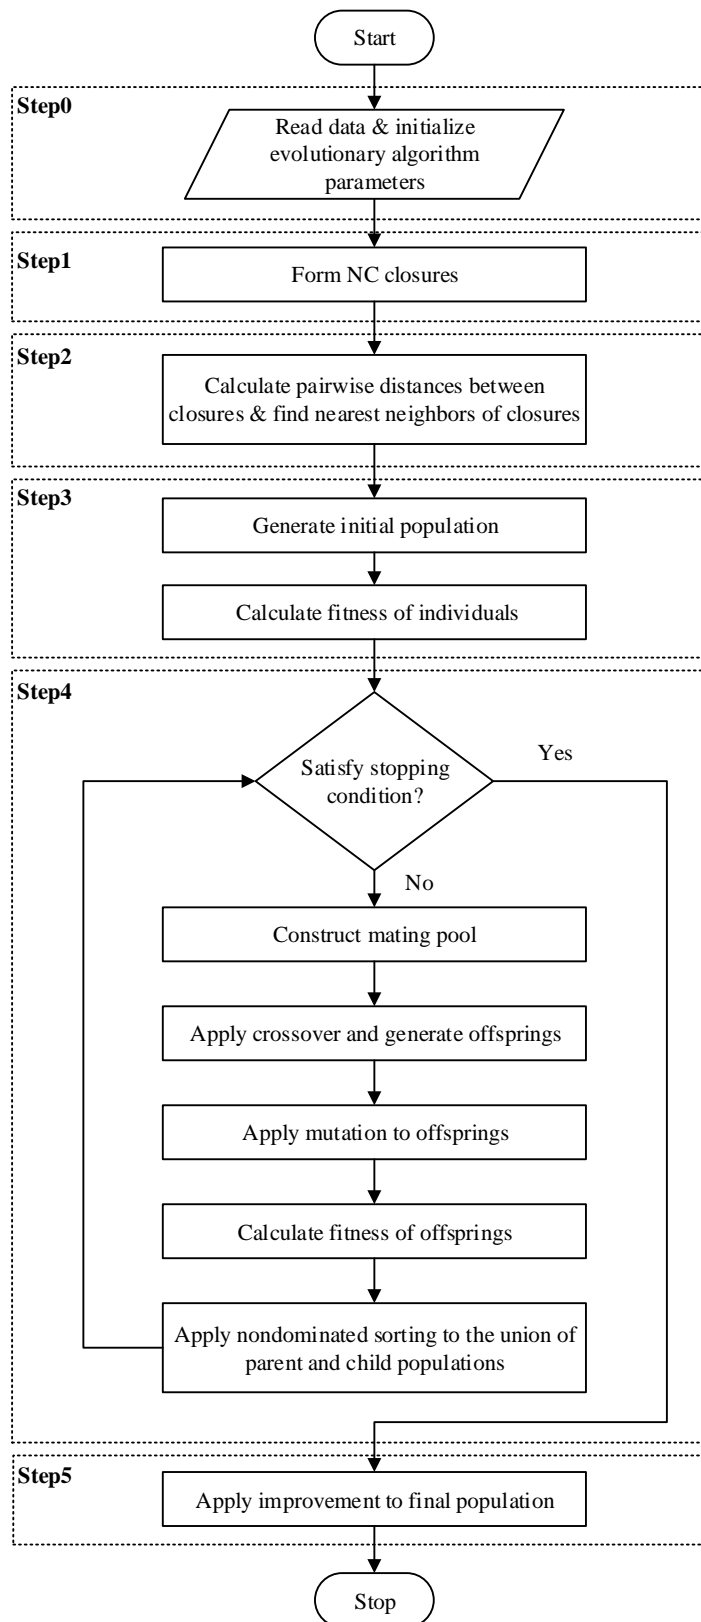 Start
Step0
Read data & initialize
evolutionary algorithm
parameters
Step1
Form NC closures
Step2
Calculate pairwise distances between
closures & find nearest neighbors of closures
Step3
Generate initial population
Calculate fitness of individuals
Step4
Satisfy stopping
condition?
Yes
No
Construct mating pool
Apply crossover and generate offsprings
Apply mutation to offsprings
Calculate fitness of offsprings
Apply nondominated sorting to the union of
parent and child populations
Step5
Apply improvement to final population
Stop